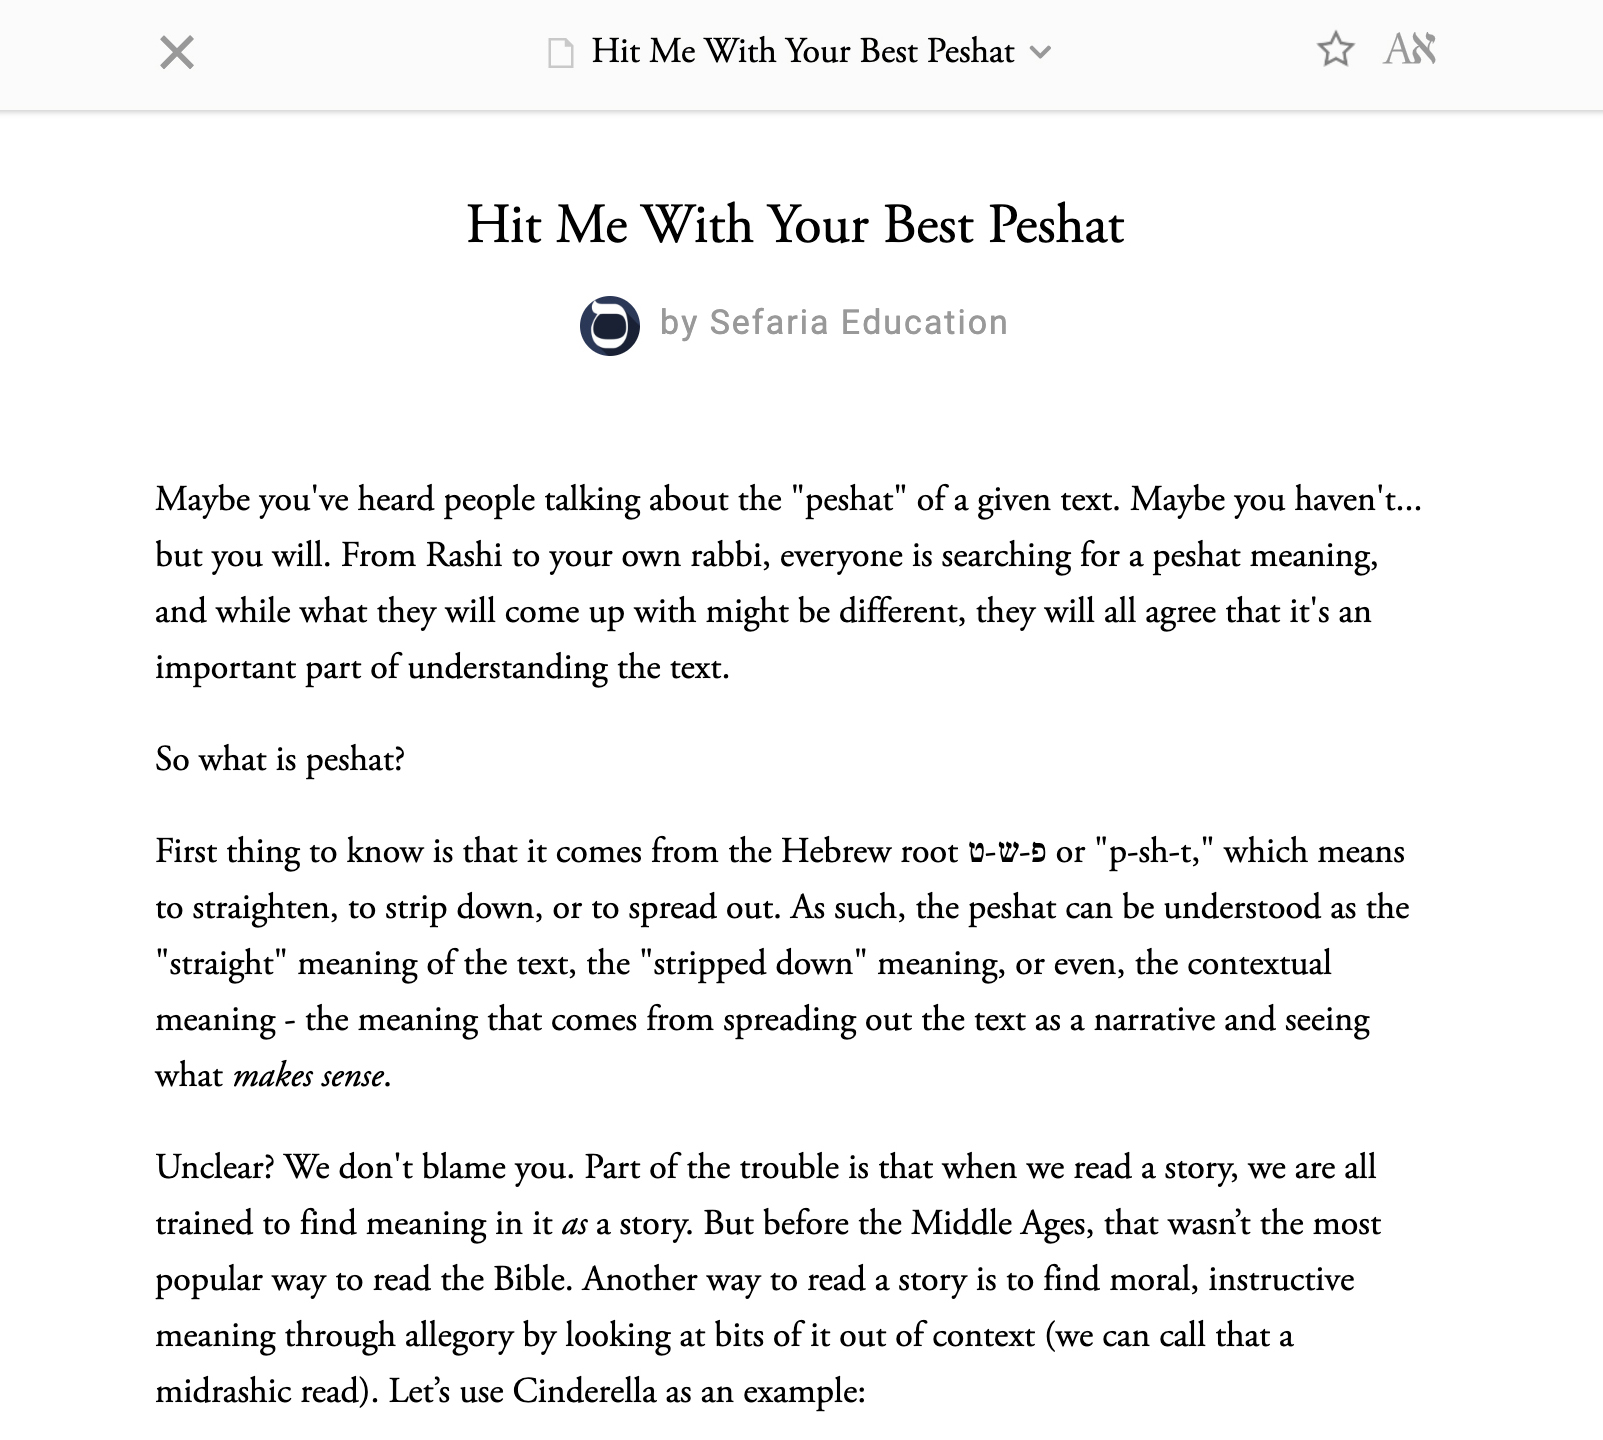 Hit Me With Your Best Peshat
Aא
Hit Me With Your Best Peshat
ס
by Sefaria Education
Maybe you've heard people talking about the "peshat" of a given text. Maybe you haven't...
but you will. From Rashi to your own rabbi, everyone is searching for a peshat meaning,
and while what they will come up with might be different, they will all agree that it's an
important part of understanding the text.
So what is peshat?
First thing to know is that it comes from the Hebrew root פ-ש-ט or "p-sh-t," which means
to straighten, to strip down, or to spread out. As such, the peshat can be understood as the
"straight" meaning of the text, the "stripped down" meaning, or even, the contextual
meaning - the meaning that comes from spreading out the text as a narrative and seeing
what makes sense.
Unclear? We don't blame you. Part of the trouble is that when we read a story, we are all
trained to find meaning in it as a story. But before the Middle Ages, that wasn’t the most
popular way to read the Bible. Another way to read a story is to find moral, instructive
meaning through allegory by looking at bits of it out of context (we can call that a
midrashic read). Let’s use Cinderella as an example: